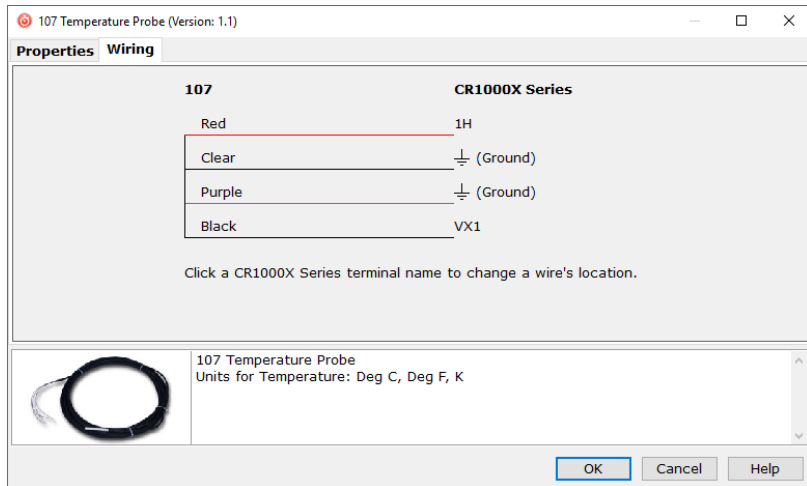 107 Temperature Probe (Version: 1.1)
Properties Wiring
107 CR1000X Series
Red 1H
Clear ⏚ (Ground)
Purple ⏚ (Ground)
Black VX1
Click a CR1000X Series terminal name to change a wire's location.
107 Temperature Probe
Units for Temperature: Deg C, Deg F, K
OK Cancel Help